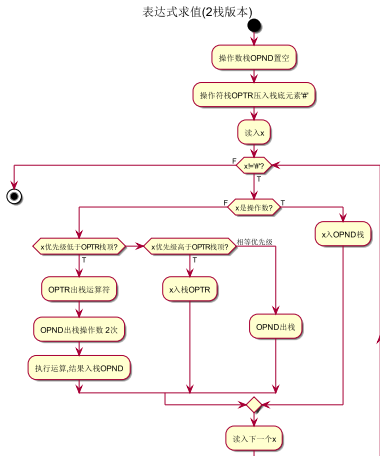 表达式求值(2栈版本)
操作数栈OPND置空
操作符栈OPTR压入栈底元素'#'
读入x
F
x!='#'?
T
F
x是操作数?
T
x入OPND栈
x优先级低于OPTR栈顶?
x优先级高于OPTR栈顶?
相等优先级
T
T
OPTR出栈运算符
x入栈OPTR
OPND出栈操作数 2次
OPND出栈
执行运算,结果入栈OPND
读入下一个x